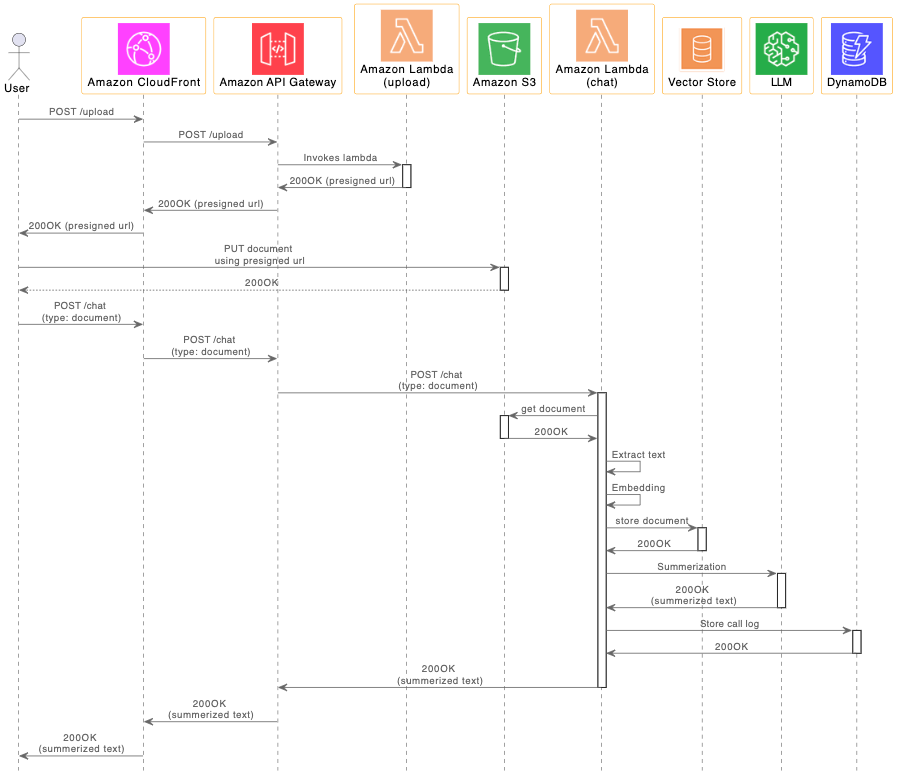 User
Amazon CloudFront
Amazon API Gateway
Amazon Lambda
(upload)
Amazon S3
Amazon Lambda
(chat)
Vector Store
LLM
DynamoDB
POST /upload
POST /upload
Invokes lambda
200OK (presigned url)
200OK (presigned url)
200OK (presigned url)
PUT document
using presigned url
200OK
POST /chat
(type: document)
POST /chat
(type: document)
POST /chat
(type: document)
get document
200OK
Extract text
Embedding
store document
200OK
Summerization
200OK
(summerized text)
Store call log
200OK
200OK
(summerized text)
200OK
(summerized text)
200OK
(summerized text)